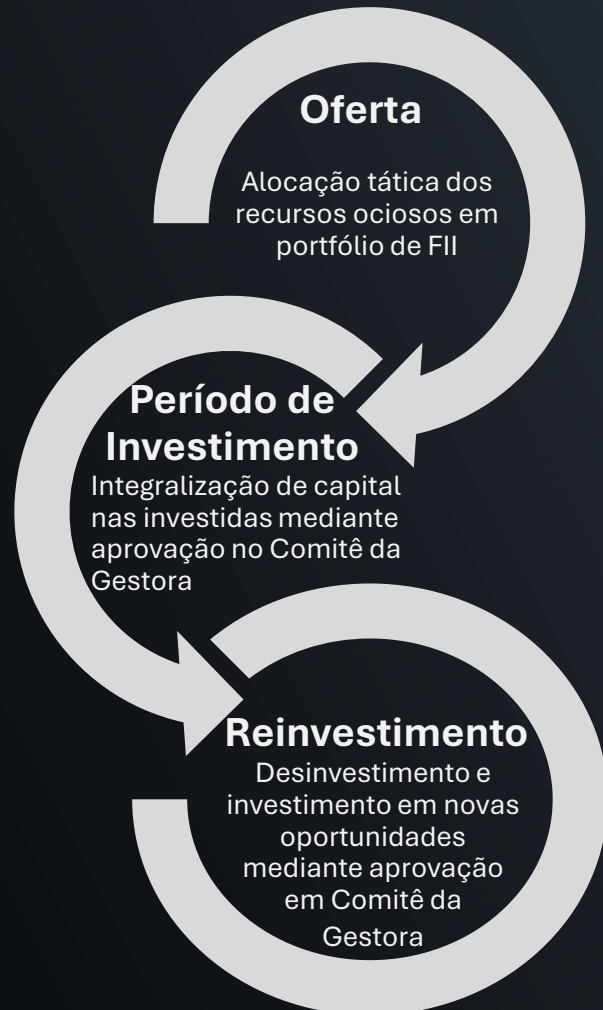 Oferta
Alocação tática dos
recursos ociosos em
portfólio de FII
Período de
Investimento
Integralização de capital
nas investidas mediante
aprovação no Comitê da
Gestora
Reinvestimento
Desinvestimento e
investimento em novas
oportunidades
mediante aprovação
em Comitê da
Gestora